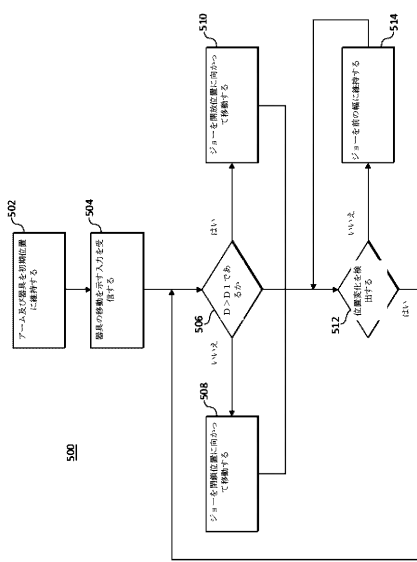 500
502
アーム及び器具を初期位置
に維持する
504
器具の移動を示す入力を受
信する
506
D＞D1であ
るか
はい
510
ジョーを開放位置に向かっ
て移動する
いいえ
508
ジョーを閉鎖位置に向かっ
て移動する
512
位置変化を検
出する
いいえ
514
ジョーを前の幅に維持する
はい